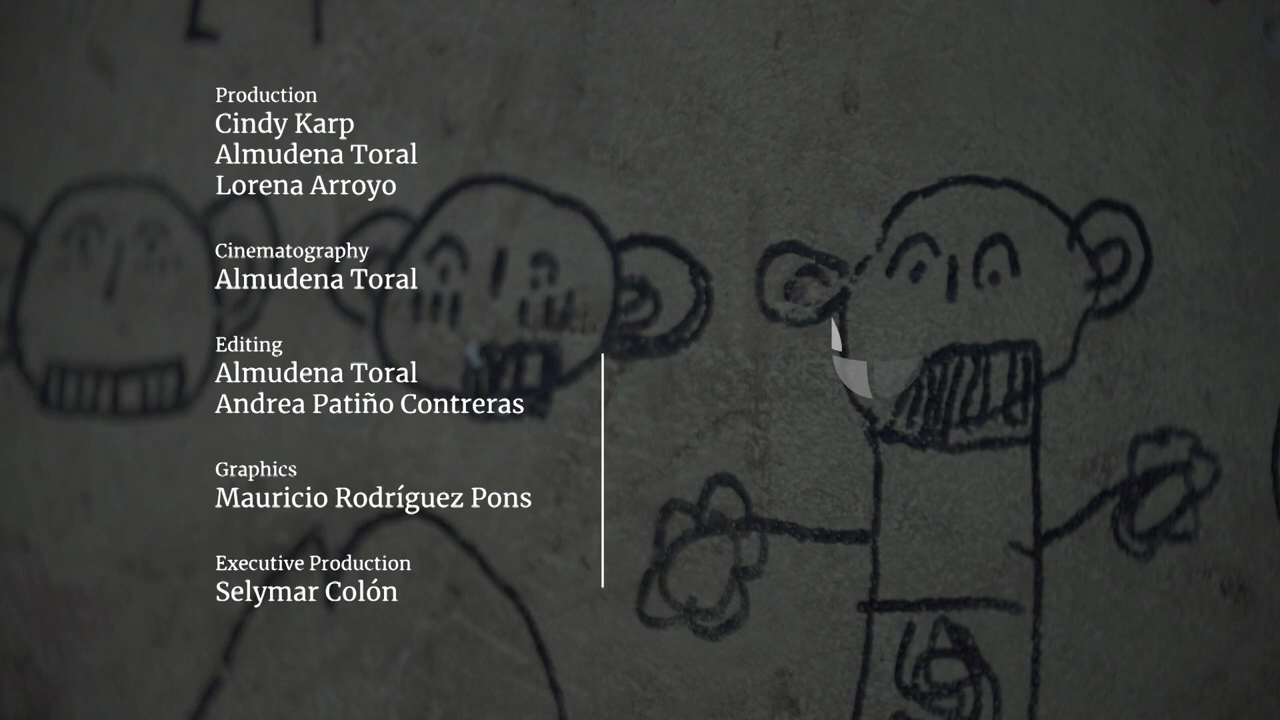 Production
Cindy Karp
Almudena Toral
Lorena Arroyo
Cinematography
Almudena Toral
Editing
Almudena Toral
Andrea Patiño Contreras
Graphics
Mauricio Rodríguez Pons
Executive Production
Selymar Colón